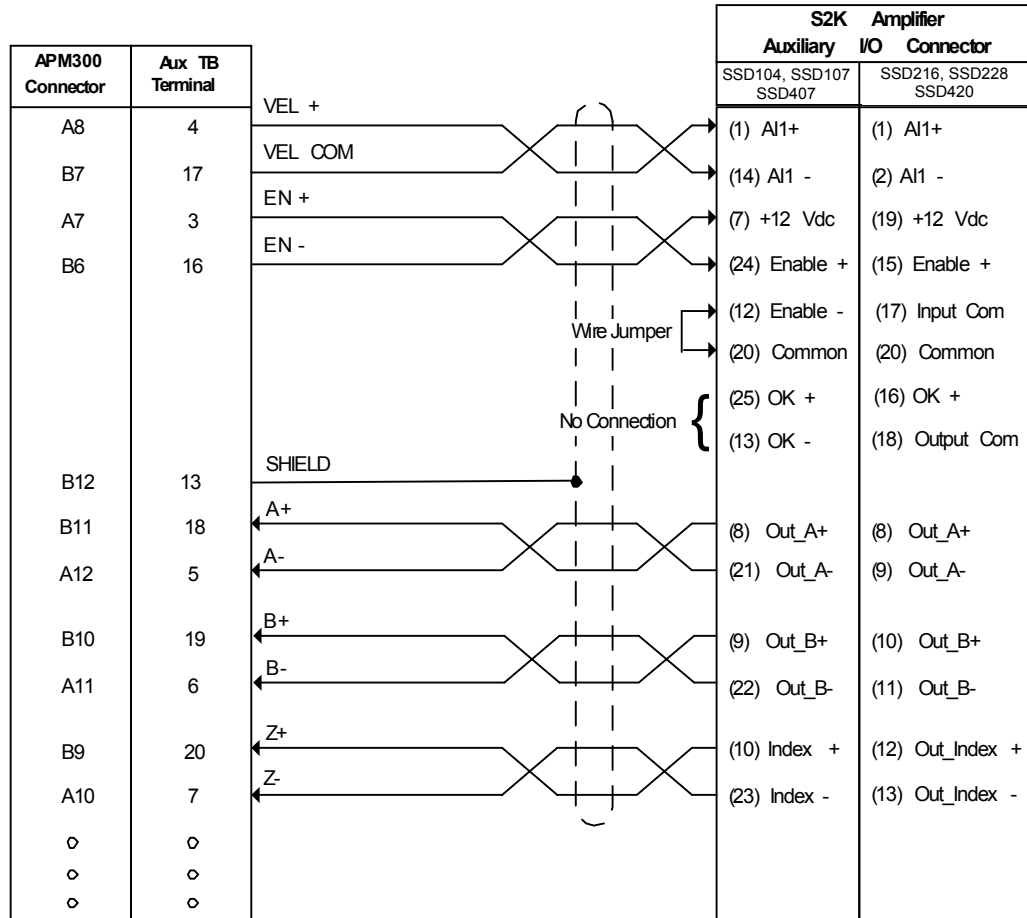 S2K Amplifier
Auxiliary I/O Connector
APM300 Connector
Aux TB Terminal
SSD104, SSD107
SSD407
SSD216, SSD228
SSD420
A8 4 VEL + (1) AI1+ (1) AI1+
B7 17 VEL COM (14) AI1 - (2) AI1 -
A7 3 EN + (7) +12 Vdc (19) +12 Vdc
B6 16 EN - (24) Enable + (15) Enable +
Wire Jumper
(12) Enable - (17) Input Com
(20) Common (20) Common
No Connection {
(25) OK + (16) OK +
(13) OK - (18) Output Com
B12 13 SHIELD
B11 18 A+ (8) Out_A+ (8) Out_A+
A12 5 A- (21) Out_A- (9) Out_A-
B10 19 B+ (9) Out_B+ (10) Out_B+
A11 6 B- (22) Out_B- (11) Out_B-
B9 20 Z+ (10) Index + (12) Out_Index +
A10 7 Z- (23) Index - (13) Out_Index -